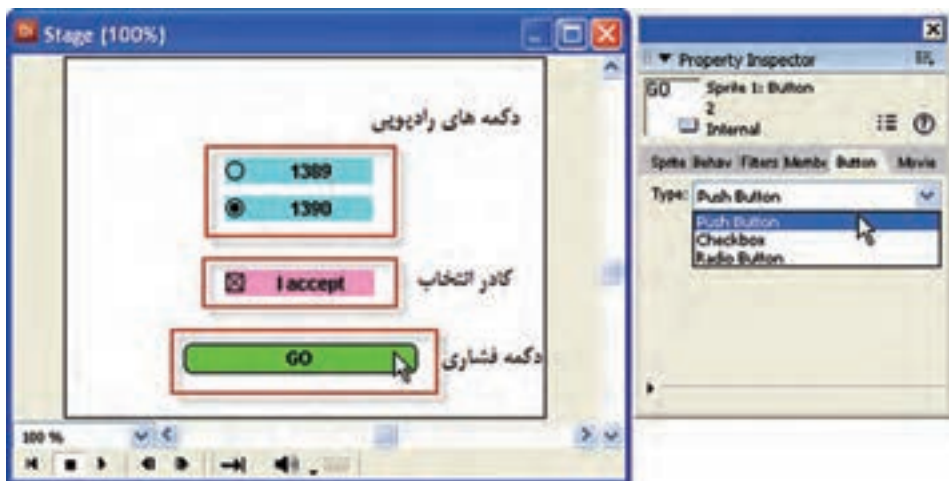 Stage (100%)
دکمه های رادیویی
1389
1390
I accept
کادر انتخاب
GO
دکمه فشاری
100 %
Property Inspector
GO
Sprite 1: Button
2
Internal
Sprite Behav Filters Membe Button Movie
Type: Push Button
Push Button
Checkbox
Radio Button